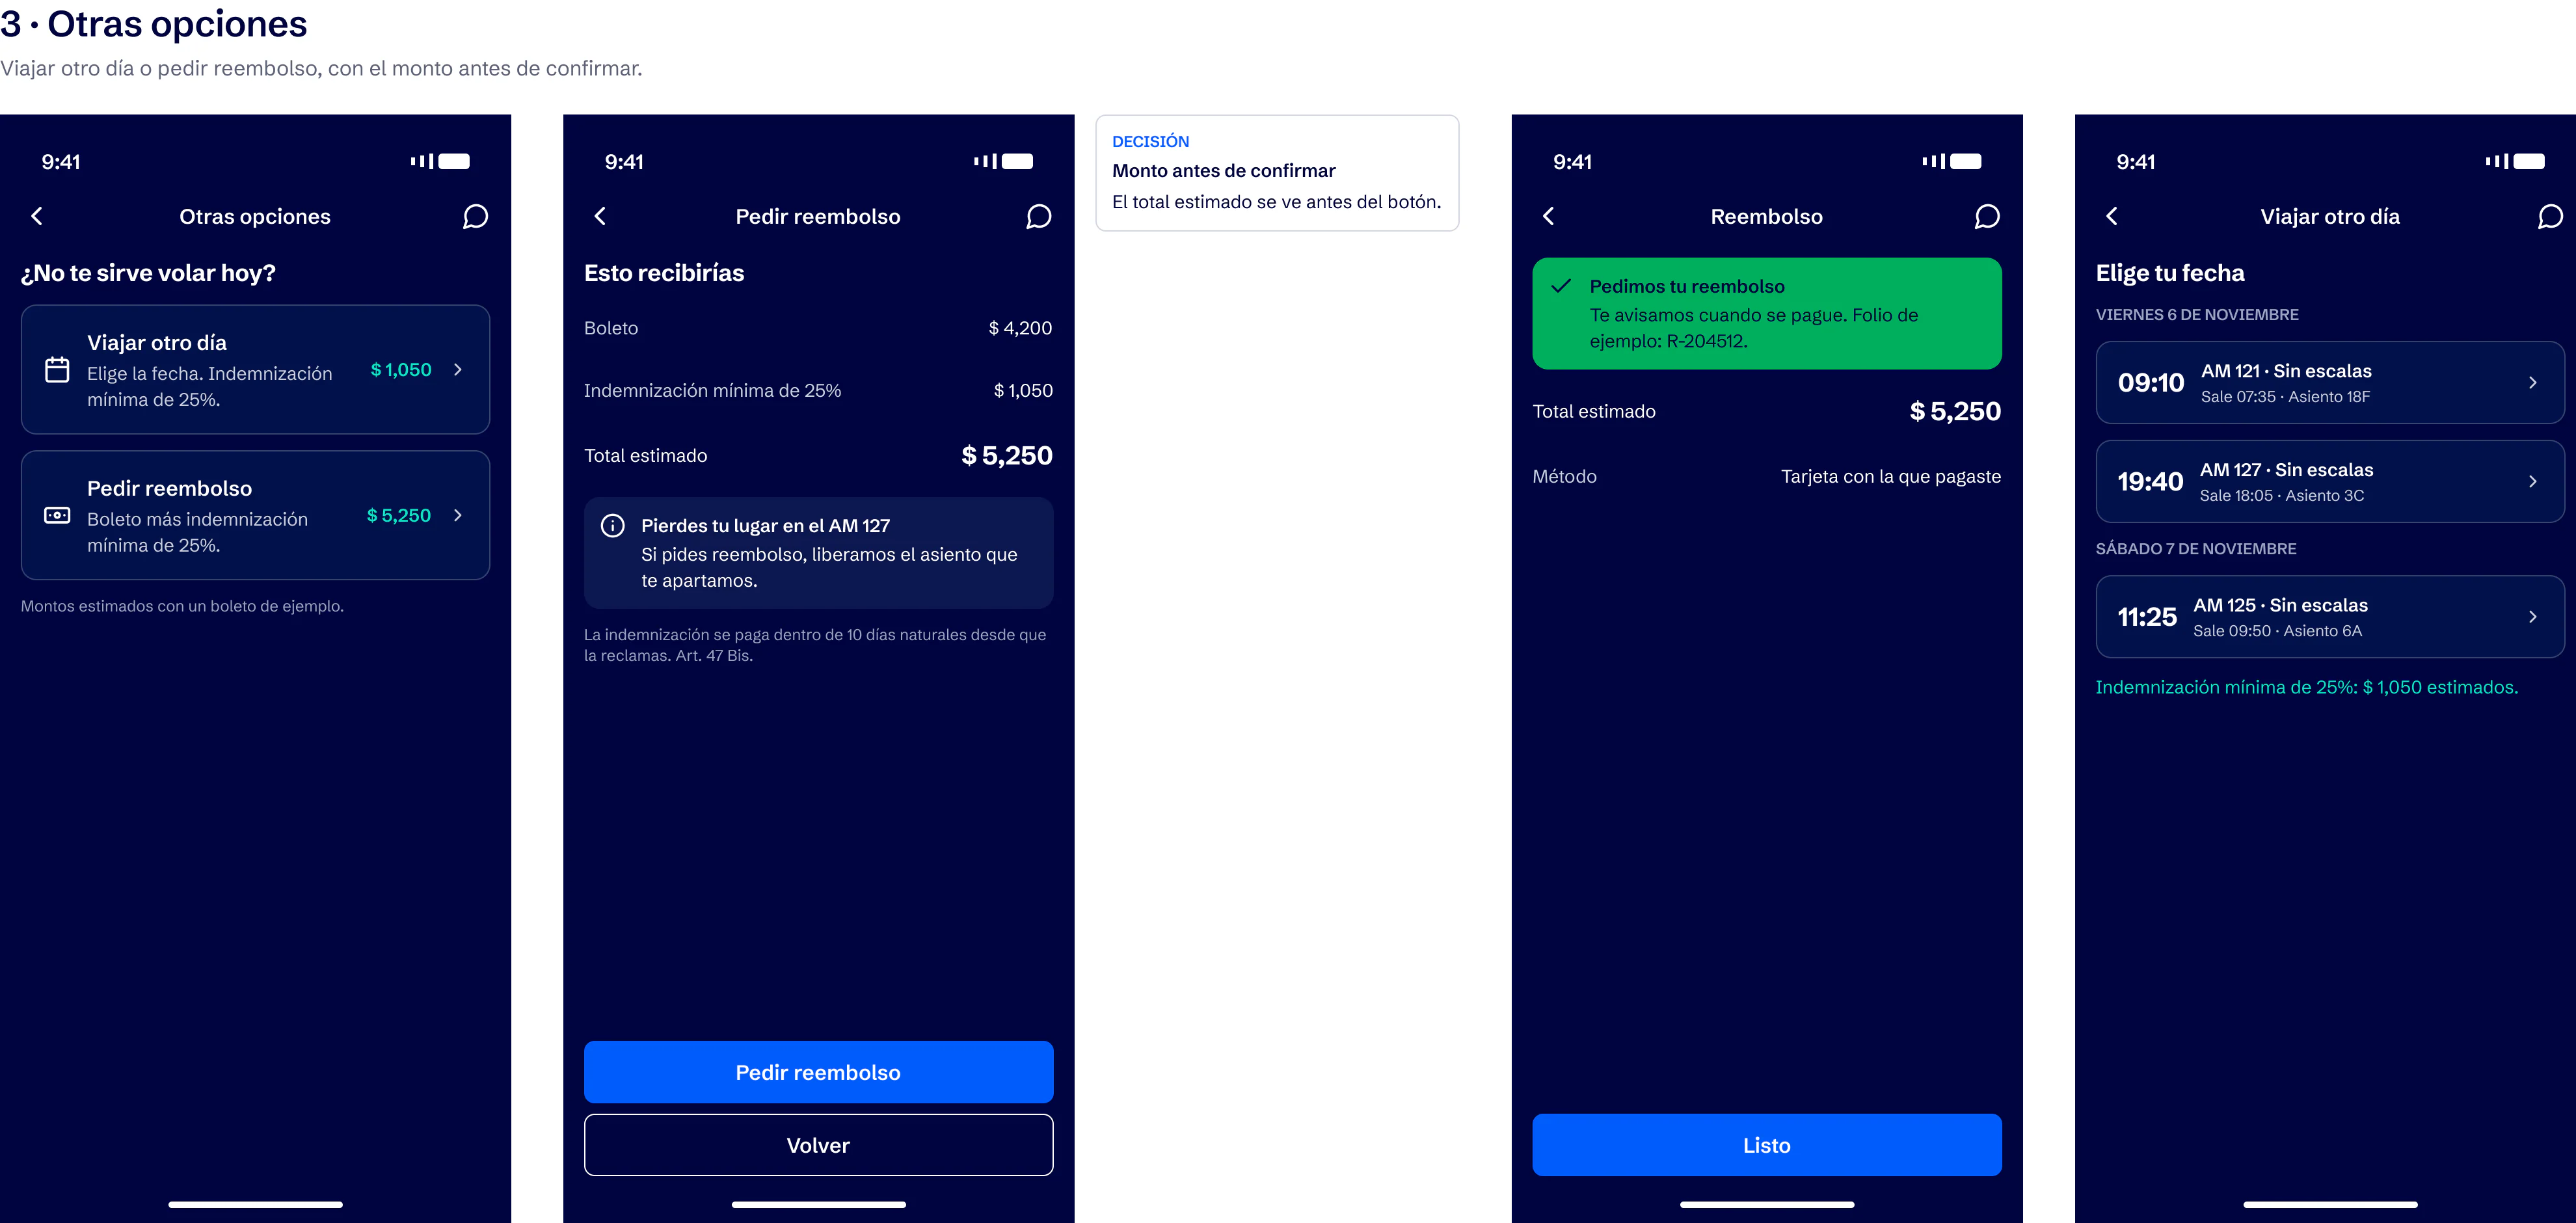 3 · Otras opciones
Viajar otro día o pedir reembolso, con el monto antes de confirmar.
9:41
Otras opciones
¿No te sirve volar hoy?
Viajar otro día
Elige la fecha. Indemnización
mínima de 25%.
$ 1,050
Pedir reembolso
Boleto más indemnización
mínima de 25%.
$ 5,250
Montos estimados con un boleto de ejemplo.
9:41
Pedir reembolso
Esto recibirías
Boleto $ 4,200
Indemnización mínima de 25% $ 1,050
Total estimado $ 5,250
Pierdes tu lugar en el AM 127
Si pides reembolso, liberamos el asiento que
te apartamos.
La indemnización se paga dentro de 10 días naturales desde que
la reclamas. Art. 47 Bis.
Pedir reembolso
Volver
DECISIÓN
Monto antes de confirmar
El total estimado se ve antes del botón.
9:41
Reembolso
Pedimos tu reembolso
Te avisamos cuando se pague. Folio de
ejemplo: R-204512.
Total estimado $ 5,250
Método Tarjeta con la que pagaste
Listo
9:41
Viajar otro día
Elige tu fecha
VIERNES 6 DE NOVIEMBRE
09:10
AM 121 · Sin escalas
Sale 07:35 · Asiento 18F
19:40
AM 127 · Sin escalas
Sale 18:05 · Asiento 3C
SÁBADO 7 DE NOVIEMBRE
11:25
AM 125 · Sin escalas
Sale 09:50 · Asiento 6A
Indemnización mínima de 25%: $ 1,050 estimados.